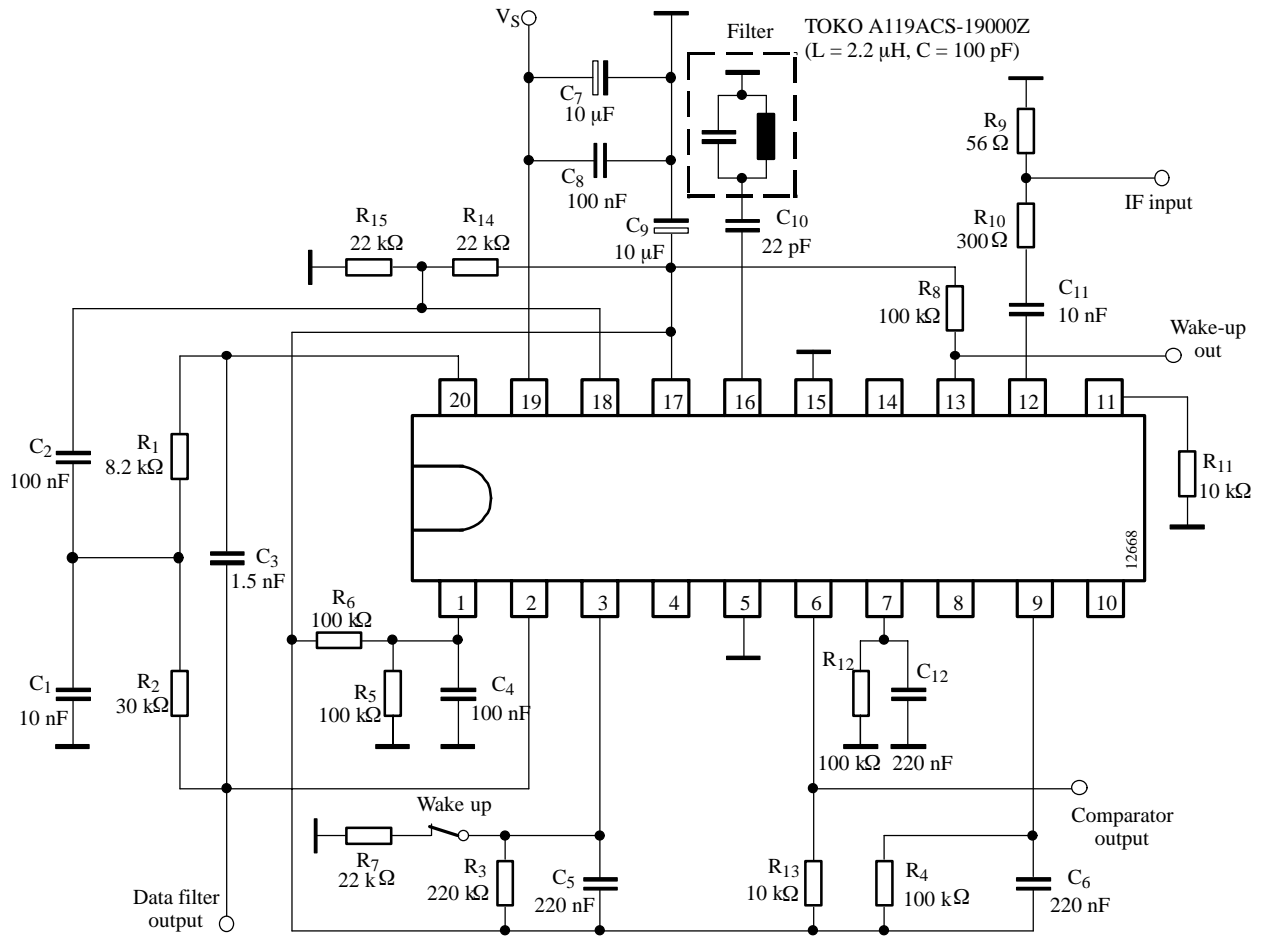 VS
Filter
TOKO A119ACS-19000Z
(L = 2.2 µH, C = 100 pF)
C7
10 µF
C8
100 nF
R9
56 Ω
IF input
R15
22 kΩ
R14
22 kΩ
C9
10 µF
C10
22 pF
R10
300Ω
R8
100 kΩ
C11
10 nF
Wake-up
out
20
19
18
17
16
15
14
13
12
11
C2
100 nF
R1
8.2 kΩ
R11
10 kΩ
C3
1.5 nF
12668
R6
100 kΩ
1
2
3
4
5
6
7
8
9
10
C1
10 nF
R2
30 kΩ
R5
100 kΩ
C4
100 nF
R12
100 kΩ
C12
220 nF
Wake up
Comparator
output
R7
22 kΩ
R3
220 kΩ
C5
220 nF
R13
10 kΩ
R4
100 kΩ
C6
220 nF
Data filter
output